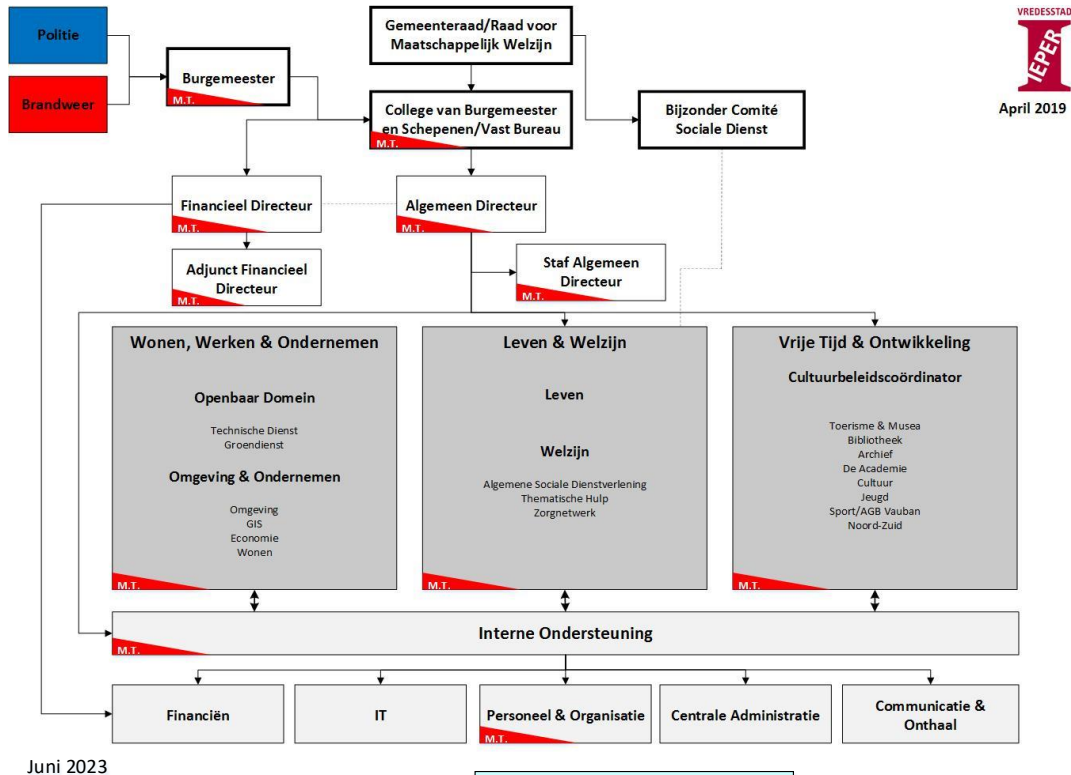 VREDESSTAD
IEPER
April 2019
Politie
Brandweer
Burgemeester
M.T.
Gemeenteraad/Raad voor
Maatschappelijk Welzijn
College van Burgemeester
en Schepenen/Vast Bureau
M.T.
Bijzonder Comité
Sociale Dienst
Financieel Directeur
M.T.
Algemeen Directeur
M.T.
Adjunct Financieel
Directeur
M.T.
Staf Algemeen
Directeur
M.T.
Wonen, Werken & Ondernemen
Openbaar Domein
Technische Dienst
Groendienst
Omgeving & Ondernemen
Omgeving
GIS
Economie
Wonen
M.T.
Leven & Welzijn
Leven
Welzijn
Algemene Sociale Dienstverlening
Thematische Hulp
Zorgnetwerk
M.T.
Vrije Tijd & Ontwikkeling
Cultuurbeleidscoördinator
Toerisme & Musea
Bibliotheek
Archief
De Academie
Cultuur
Jeugd
Sport/AGB Vauban
Noord-Zuid
M.T.
Interne Ondersteuning
M.T.
Financiën
IT
Personeel & Organisatie
M.T.
Centrale Administratie
Communicatie &
Onthaal
Juni 2023